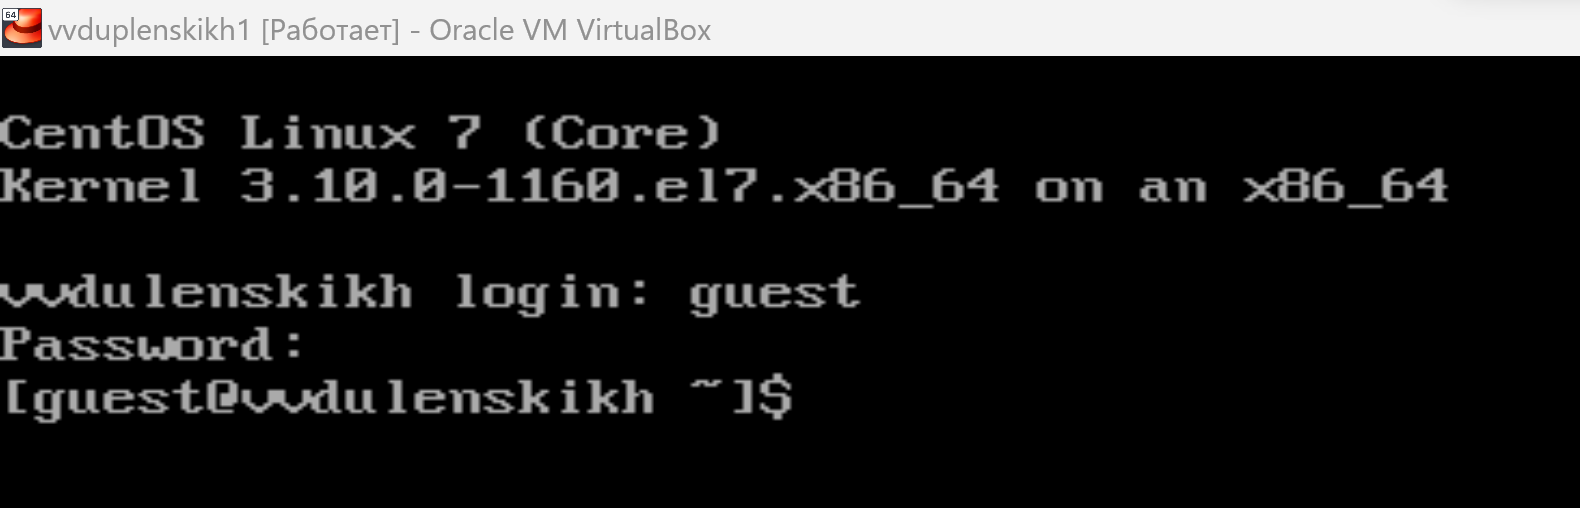 64
vvduplenskikh1 [Работает] - Oracle VM VirtualBox
CentOS Linux 7 (Core)
Kernel 3.10.0-1160.el7.x86_64 on an x86_64
vvdulenskikh login: guest
Password:
[guest@vvdulenskikh ~]$